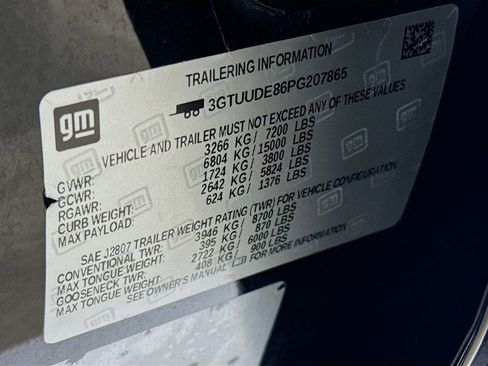 TRAILERING INFORMATION
gm
3GTUUDE86PG207865
VEHICLE AND TRAILER MUST NOT EXCEED ANY OF THESE VALUES
GVWR: 3266 KG / 7200 LBS
GCWR: 6804 KG / 15000 LBS
RGAWR: 1724 KG / 3800 LBS
CURB WEIGHT: 2642 KG / 5824 LBS
MAX PAYLOAD: 624 KG / 1376 LBS
SAE J2807 TRAILER WEIGHT RATING (TWR) FOR VEHICLE CONFIGURATION
CONVENTIONAL TWR: 3946 KG / 8700 LBS
MAX TONGUE WEIGHT: 395 KG / 870 LBS
GOOSENECK TWR: 2722 KG / 6000 LBS
MAX TONGUE WEIGHT: 408 KG / 900 LBS
SEE OWNER'S MANUAL FOR MORE INFORMATION